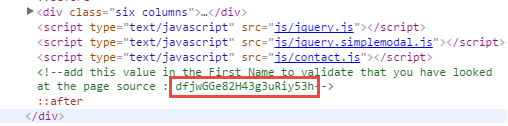 ▶<div class="six columns">…</div>
<script type="text/javascript" src="js/jquery.js"></script>
<script type="text/javascript" src="js/jquery.simplemodal.js"></script>
<script type="text/javascript" src="js/contact.js"></script>
<!--add this value in the First Name to validate that you have looked
at the page source : dfjwGGe82H43g3uRiy53h-->
::after
</div>